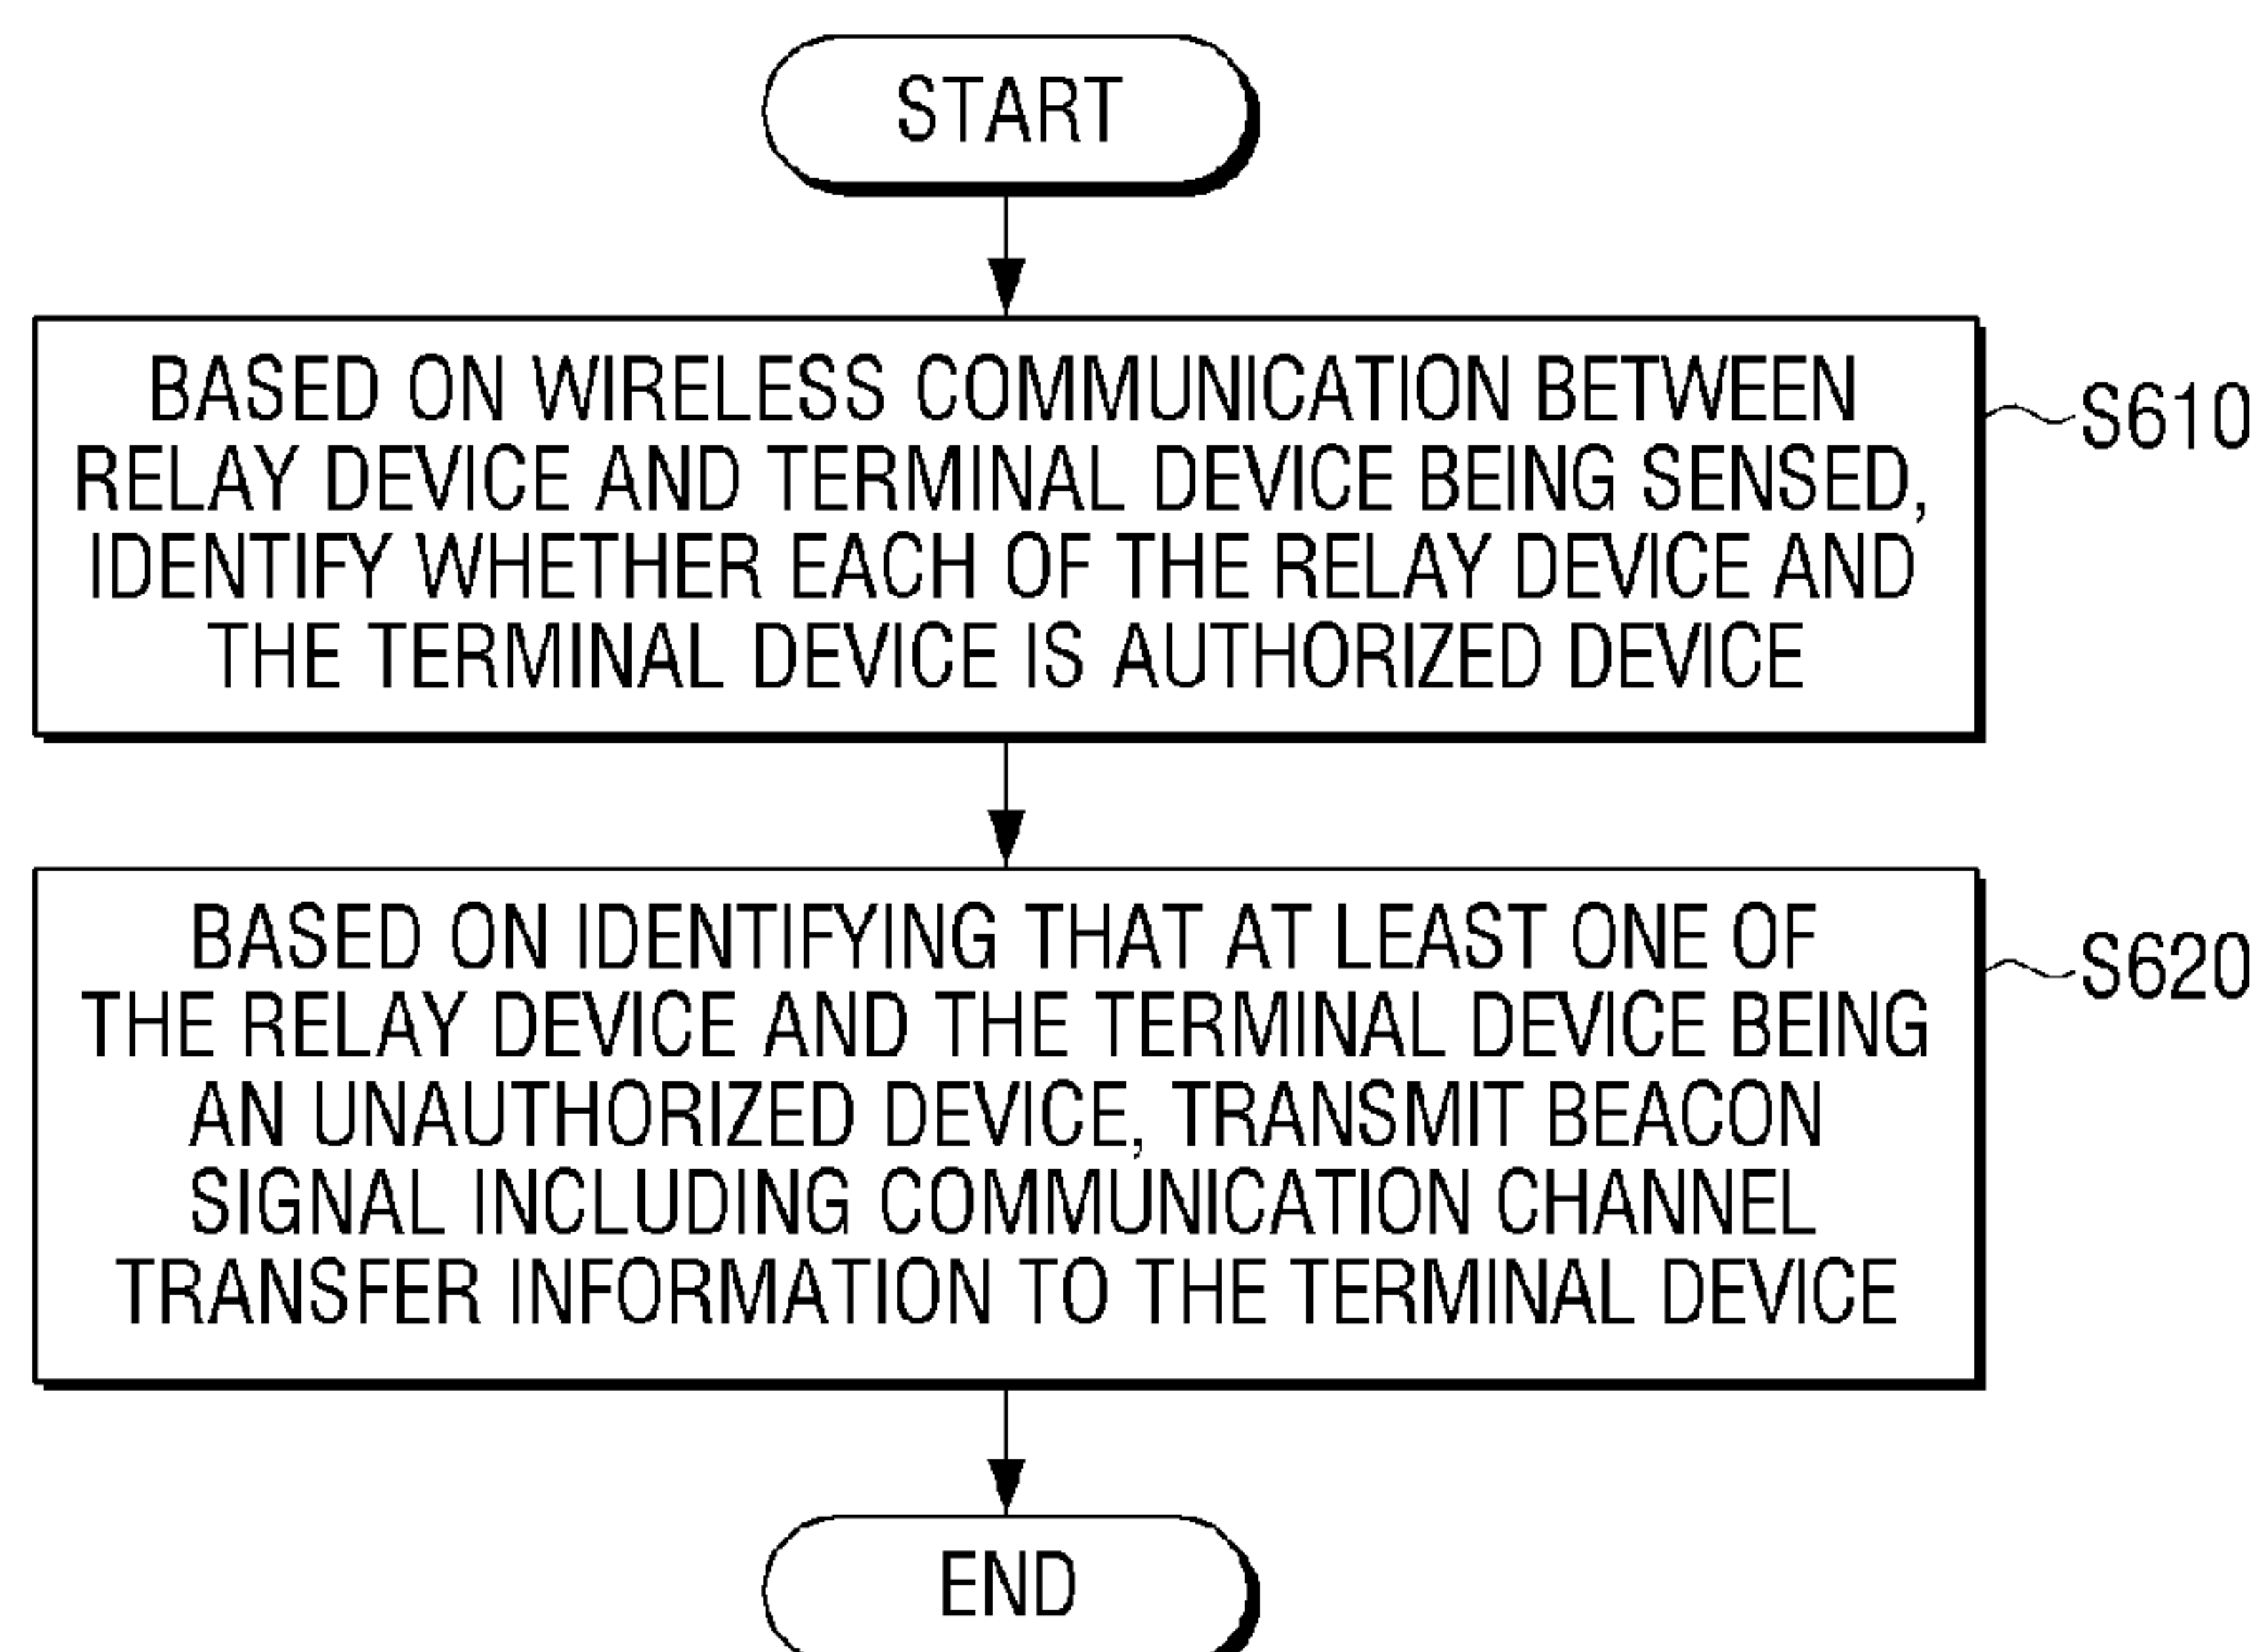 START
BASED ON WIRELESS COMMUNICATION BETWEEN
RELAY DEVICE AND TERMINAL DEVICE BEING SENSED,
IDENTIFY WHETHER EACH OF THE RELAY DEVICE AND
THE TERMINAL DEVICE IS AUTHORIZED DEVICE
S610
BASED ON IDENTIFYING THAT AT LEAST ONE OF
THE RELAY DEVICE AND THE TERMINAL DEVICE BEING
AN UNAUTHORIZED DEVICE, TRANSMIT BEACON
SIGNAL INCLUDING COMMUNICATION CHANNEL
TRANSFER INFORMATION TO THE TERMINAL DEVICE
S620
END